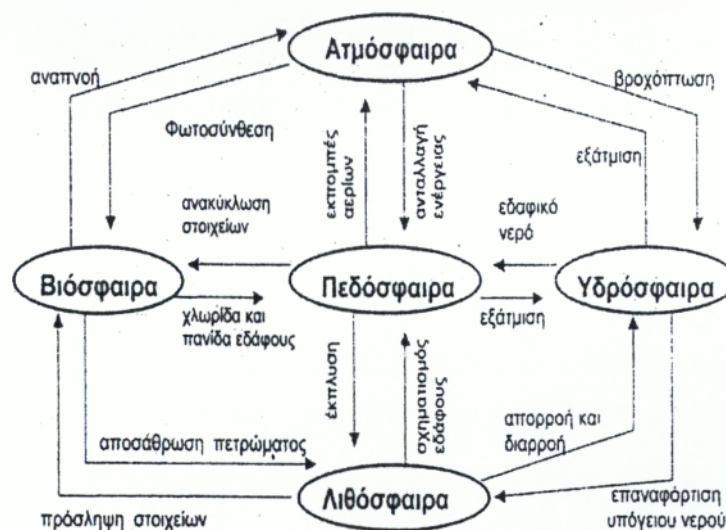 Ατμόσφαιρα
αναπνοή
βροχόπτωση
Φωτοσύνθεση
εξάτμιση
εκπομπές
αερίων
ανταλλαγή
ενέργειας
ανακύκλωση
στοιχείων
εδαφικό
νερό
Βιόσφαιρα
Πεδόσφαιρα
Υδρόσφαιρα
χλωρίδα και
πανίδα εδάφους
εξάτμιση
έκπλυση
σχηματισμός
εδάφους
απορροή και
διαρροή
αποσάθρωση πετρώματος
Λιθόσφαιρα
πρόσληψη στοιχείων
επαναφόρτιση
υπόγειου νερού